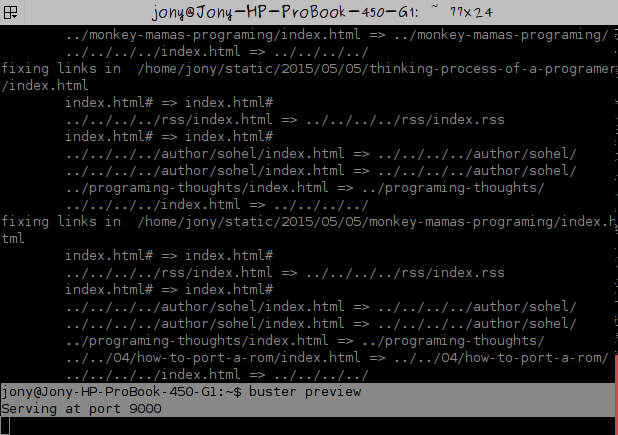 jony@Jony-HP-ProBook-450-G1: ~ 77x24
../monkey-mamas-programing/index.html => ../monkey-mamas-programing/
../../../../index.html => ../../../../
fixing links in  /home/jony/static/2015/05/05/thinking-process-of-a-programer
/index.html
index.html# => index.html#
../../../../rss/index.html => ../../../../rss/index.rss
index.html# => index.html#
../../../../author/sohel/index.html => ../../../../author/sohel/
../../../../author/sohel/index.html => ../../../../author/sohel/
../programing-thoughts/index.html => ../programing-thoughts/
../../../../index.html => ../../../../
fixing links in  /home/jony/static/2015/05/05/monkey-mamas-programing/index.h
tml
index.html# => index.html#
../../../../rss/index.html => ../../../../rss/index.rss
index.html# => index.html#
../../../../author/sohel/index.html => ../../../../author/sohel/
../../../../author/sohel/index.html => ../../../../author/sohel/
../programing-thoughts/index.html => ../programing-thoughts/
../../04/how-to-port-a-rom/index.html => ../../04/how-to-port-a-rom/
../../../../index.html => ../../../../
jony@Jony-HP-ProBook-450-G1:~$ buster preview
Serving at port 9000